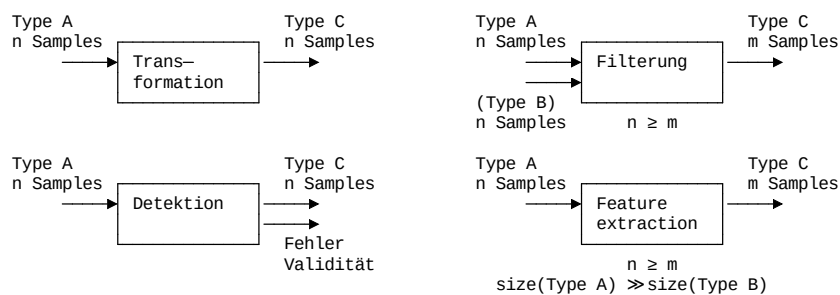 Type A
n Samples
Trans–
formation
Type C
n Samples
Type A
n Samples
(Type B)
n Samples
Filterung
n ≥ m
Type C
m Samples
Type A
n Samples
Detektion
Type C
n Samples
Fehler
Validität
Type A
n Samples
Feature
extraction
Type C
m Samples
n ≥ m
size(Type A) ≫ size(Type B)